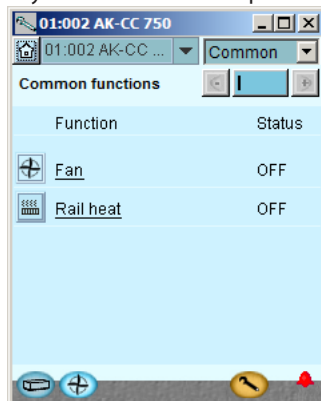 01:002 AK-CC 750
01:002 AK-CC ... Common
Common functions
Function Status
Fan OFF
Rail heat OFF